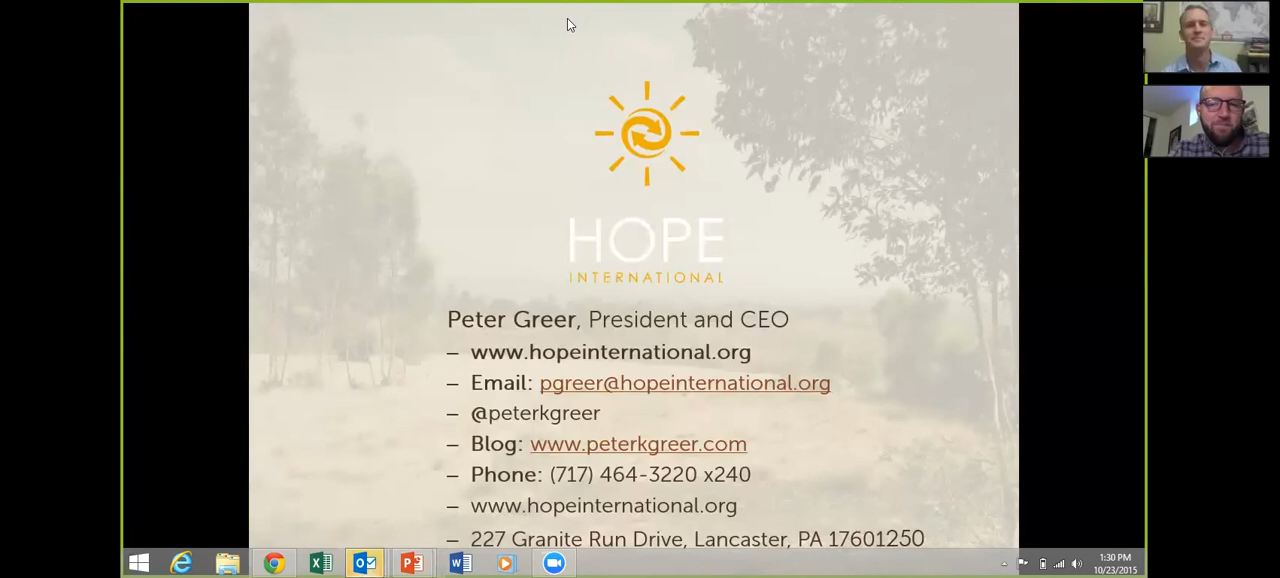 HOPE
INTERNATIONAL
Peter Greer, President and CEO
– www.hopeinternational.org
– Email: pgreer@hopeinternational.org
– @peterkgreer
– Blog: www.peterkgreer.com
– Phone: (717) 464-3220 x240
– www.hopeinternational.org
– 227 Granite Run Drive, Lancaster, PA 17601250
1:30 PM
10/23/2015